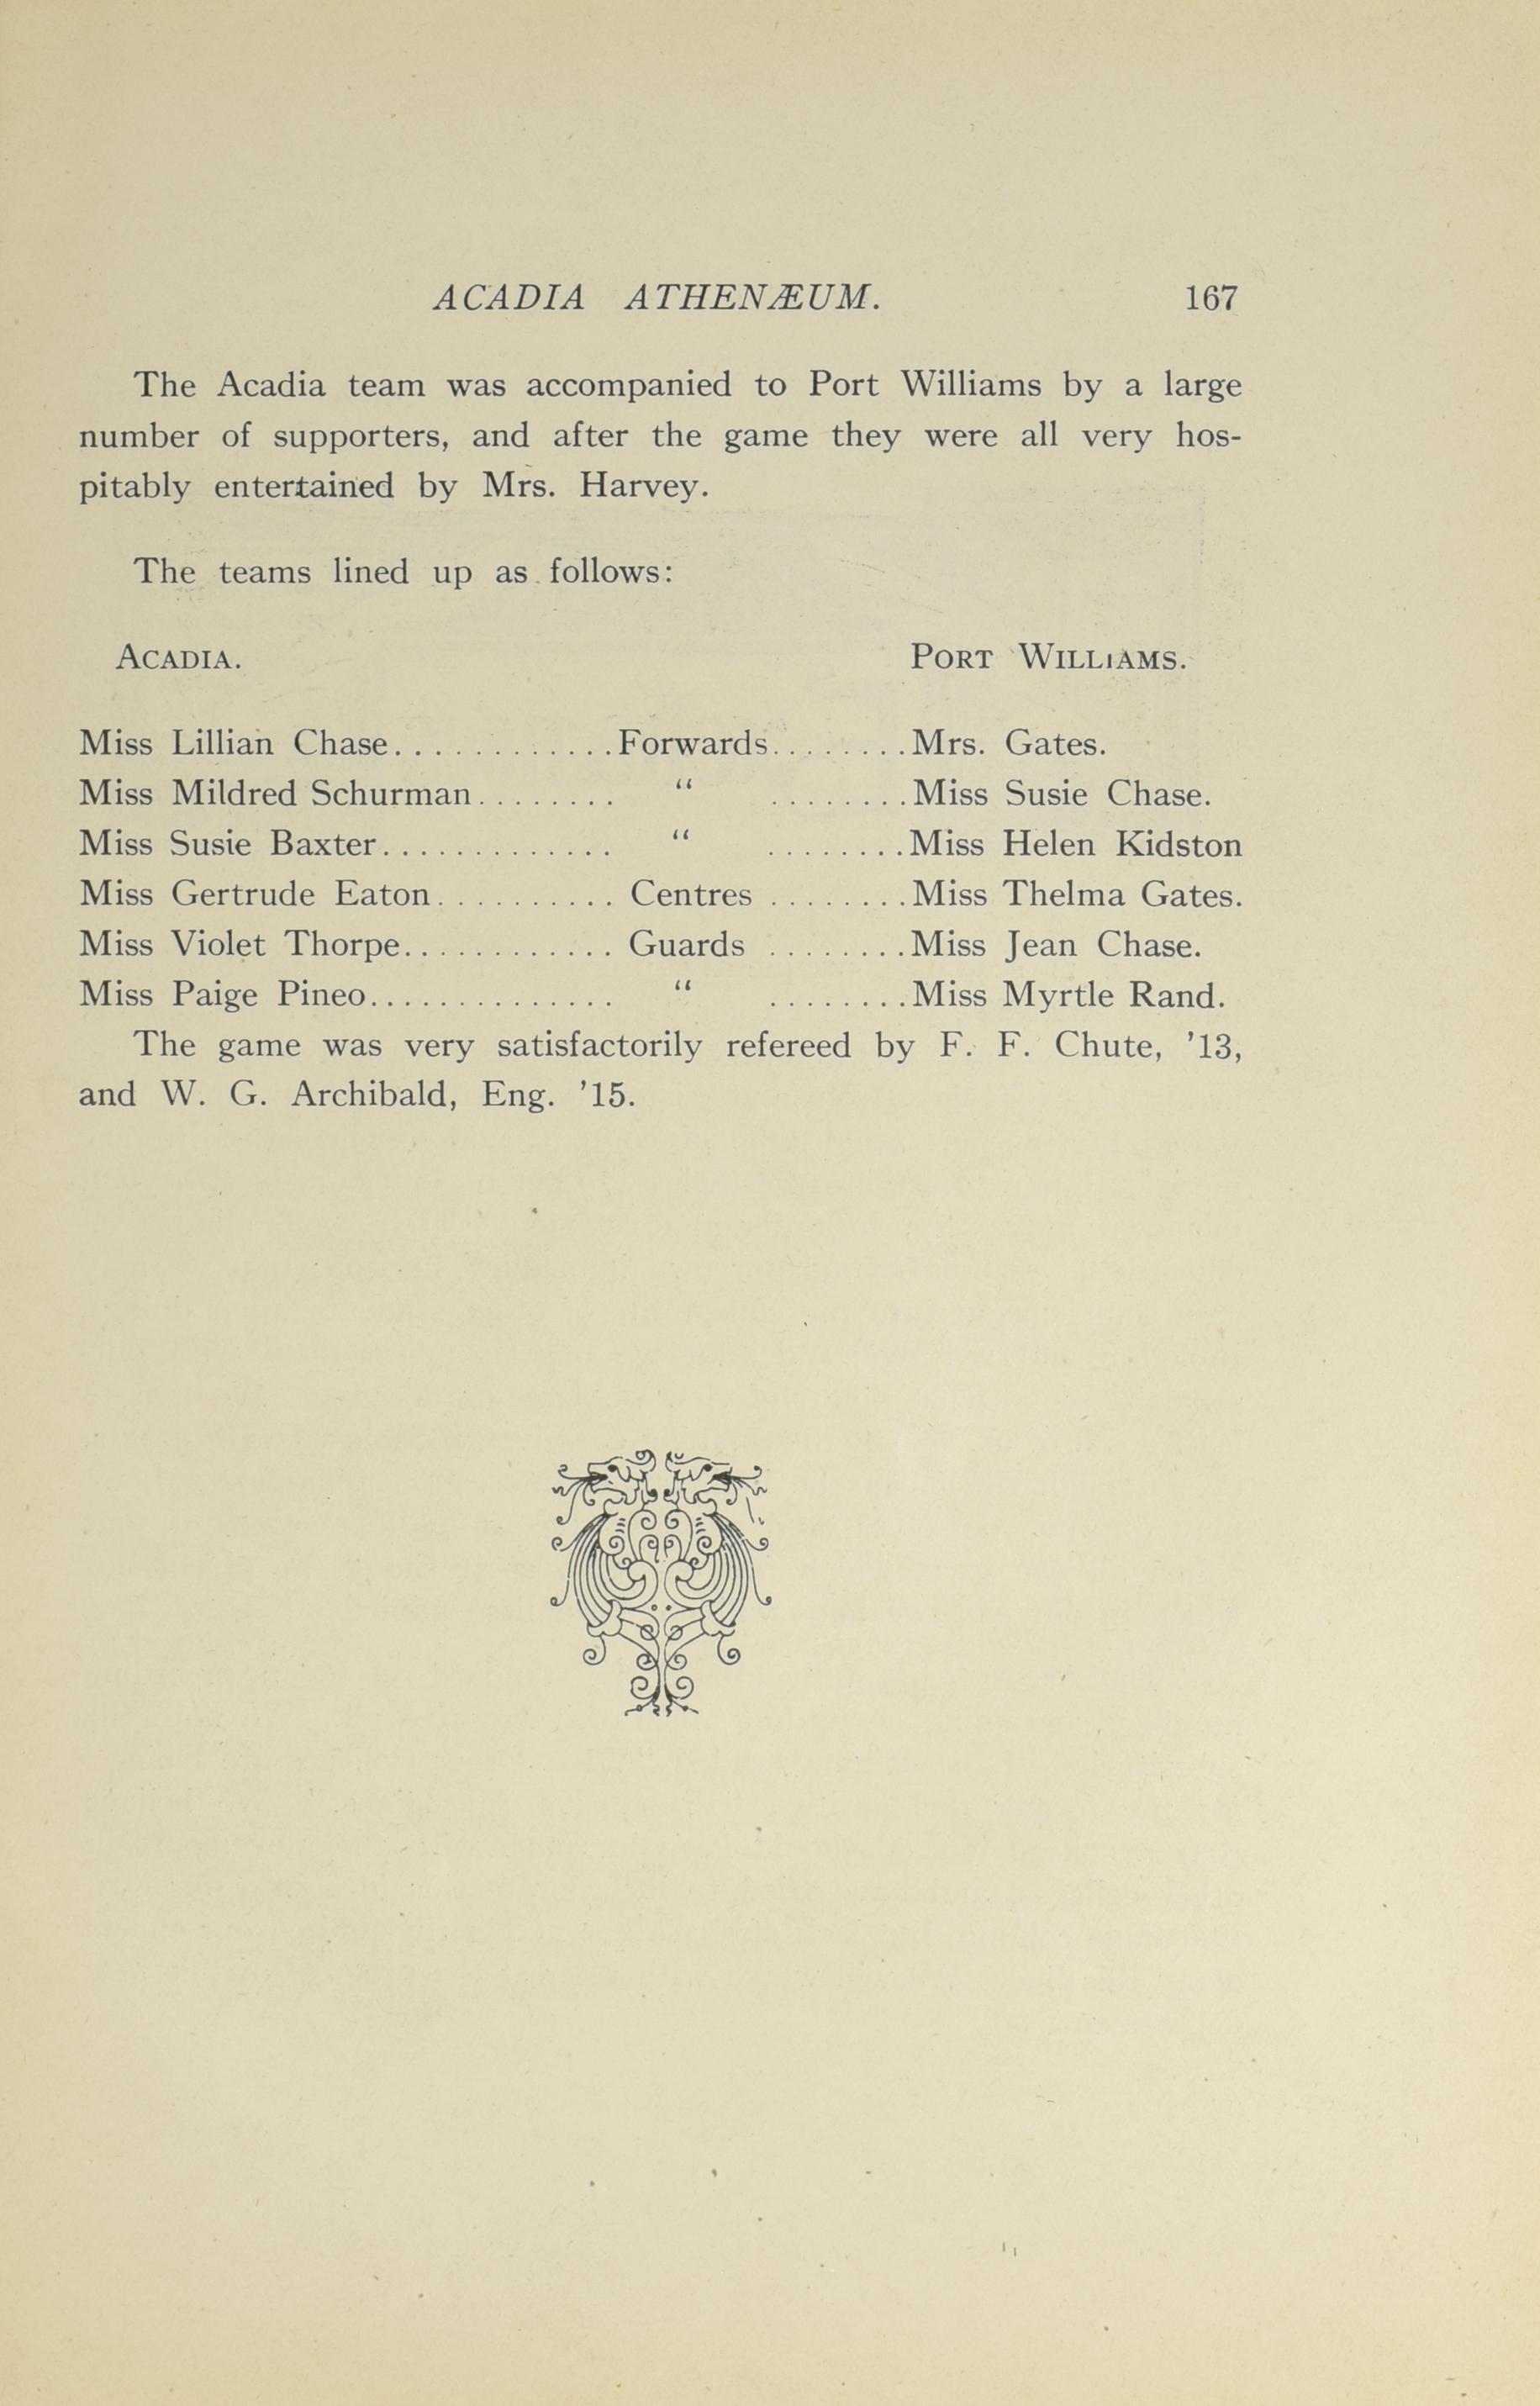 ACADIA ATHENÆUM. 167
The Acadia team was accompanied to Port Williams by a large
number of supporters, and after the game they were all very hos-
pitably entertained by Mrs. Harvey.
The teams lined up as follows:
ACADIA. PORT WILLIAMS.
Miss Lillian Chase............Forwards........Mrs. Gates.
Miss Mildred Schurman........ “ ........Miss Susie Chase.
Miss Susie Baxter............. “ ........Miss Helen Kidston
Miss Gertrude Eaton.......... Centres ........Miss Thelma Gates.
Miss Violet Thorpe............ Guards ........Miss Jean Chase.
Miss Paige Pineo.............. “ ........Miss Myrtle Rand.
The game was very satisfactorily refereed by F. F. Chute, ’13,
and W. G. Archibald, Eng. ’15.